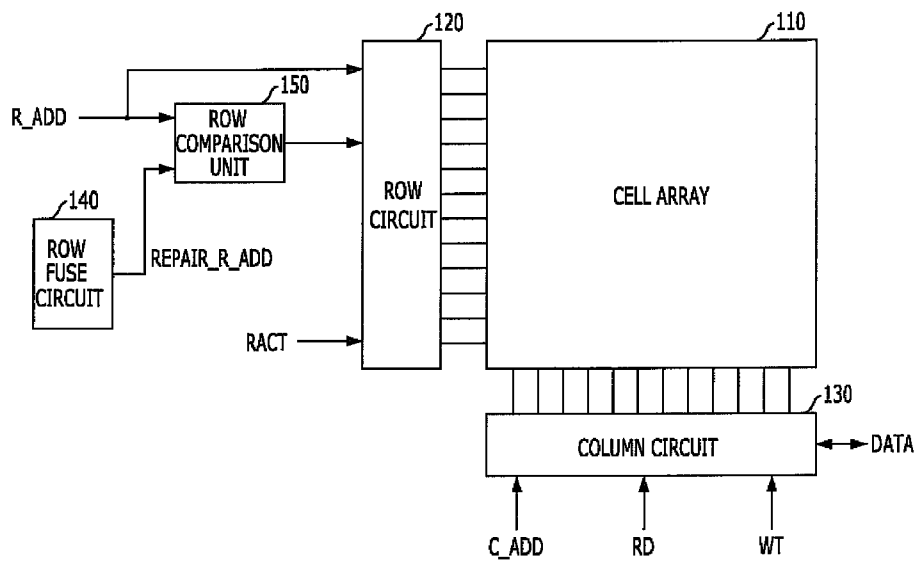 120
110
150
R_ADD
ROW
COMPARISON
UNIT
140
ROW
FUSE
CIRCUIT
REPAIR_R_ADD
ROW
CIRCUIT
CELL ARRAY
RACT
130
COLUMN CIRCUIT
DATA
C_ADD
RD
WT